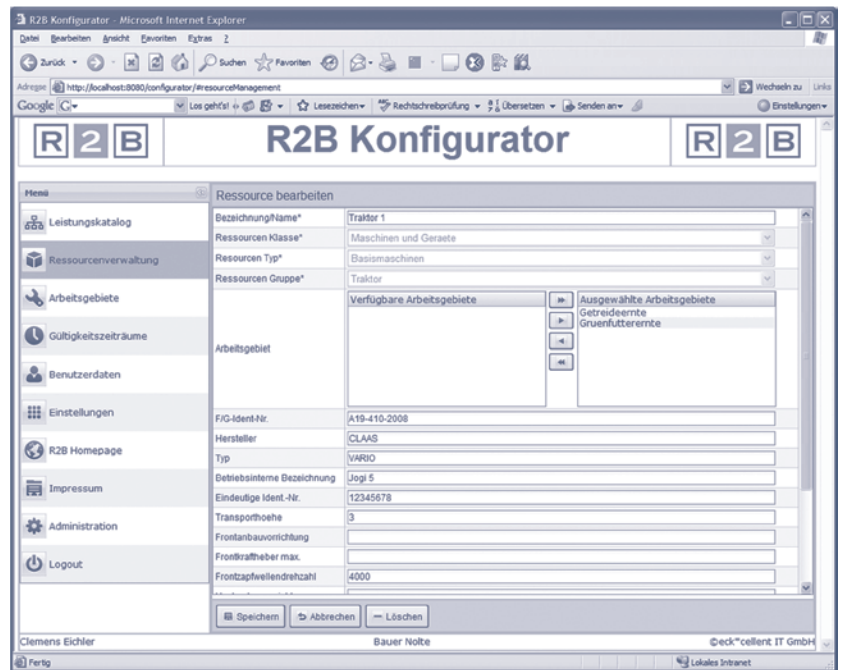 R2B Konfigurator - Microsoft Internet Explorer
Datei Bearbeiten Ansicht Favoriten Extras ?
Zurück Suchen Favoriten
Adresse http://localhost:8080/configurator/#resourceManagement Wechseln zu Links
Google G Los geht's! Lesezeichen Rechtschreibprüfung Übersetzen Senden an Einstellungen
R2B R2B Konfigurator R2B
Menü
Leistungskatalog
Ressourcenverwaltung
Arbeitsgebiete
Gültigkeitszeiträume
Benutzerdaten
Einstellungen
R2B Homepage
Impressum
Administration
Logout
Ressource bearbeiten
Bezeichnung/Name* Traktor 1
Ressourcen Klasse* Maschinen und Geraete
Resourcen Typ* Basismaschinen
Ressourcen Gruppe* Traktor
Arbeitsgebiet
Verfügbare Arbeitsgebiete
Ausgewählte Arbeitsgebiete
Getreideernte
Gruenfutterernte
F/G-Ident-Nr. A19-410-2008
Hersteller CLAAS
Typ VARIO
Betriebsinterne Bezeichnung Jogi 5
Eindeutige Ident.-Nr. 12345678
Transporthoehe 3
Frontanbauvorrichtung
Frontkraftheber max.
Frontzapfwellendrehzahl 4000
Speichern Abbrechen Löschen
Clemens Eichler Bauer Nolte ©eck*cellent IT GmbH
Fertig Lokales Intranet